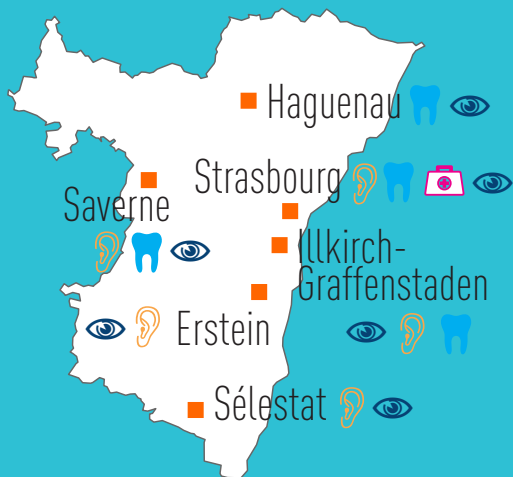 Haguenau
Strasbourg
Saverne
Illkirch-
Graffenstaden
Erstein
Sélestat